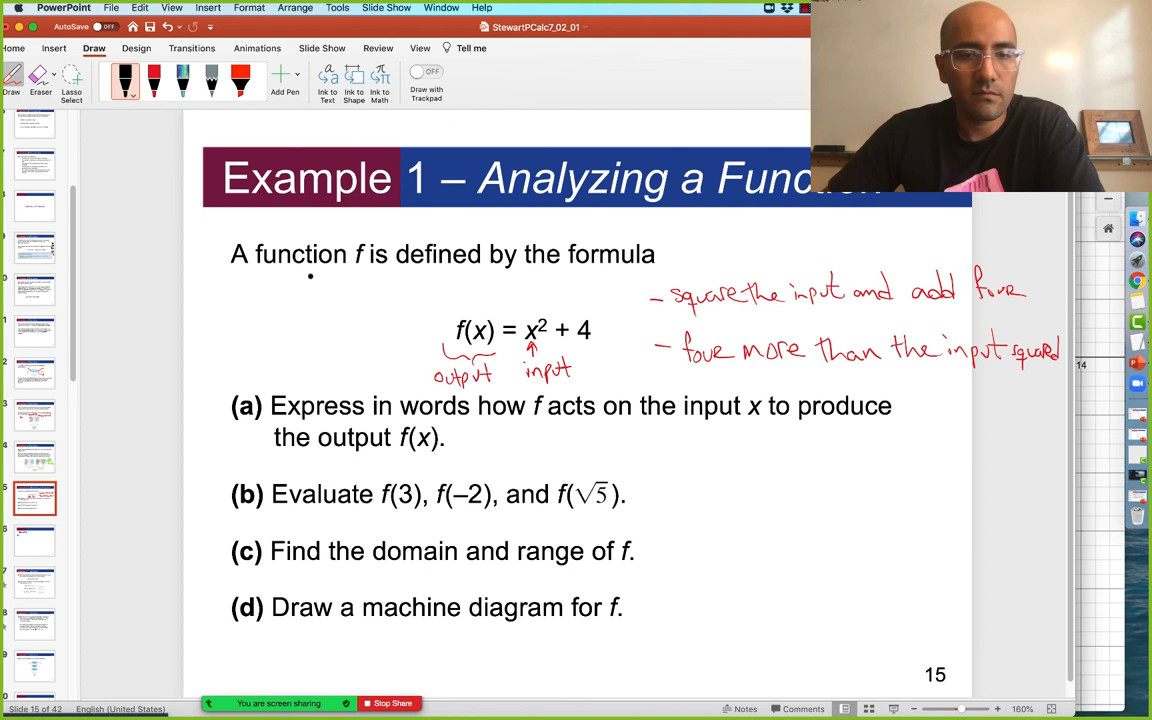 PowerPoint File Edit View Insert Format Arrange Tools Slide Show Window Help
AutoSave OFF StewartPCalc7_02_01
Home Insert Draw Design Transitions Animations Slide Show Review View Tell me
Draw Eraser Lasso Select Add Pen Ink to Text Ink to Shape Ink to Math OFF Draw with Trackpad
Example 1 – Analyzing a Function
A function f is defined by the formula
– square the input and add four
f(x) = x² + 4
– four more than the input squared
output input
14
(a) Express in words how f acts on the input x to produce
the output f(x).
(b) Evaluate f(3), f(–2), and f(√5).
(c) Find the domain and range of f.
(d) Draw a machine diagram for f.
15
You are screen sharing Stop Share
Slide 15 of 42 English (United States) Notes Comments 160%